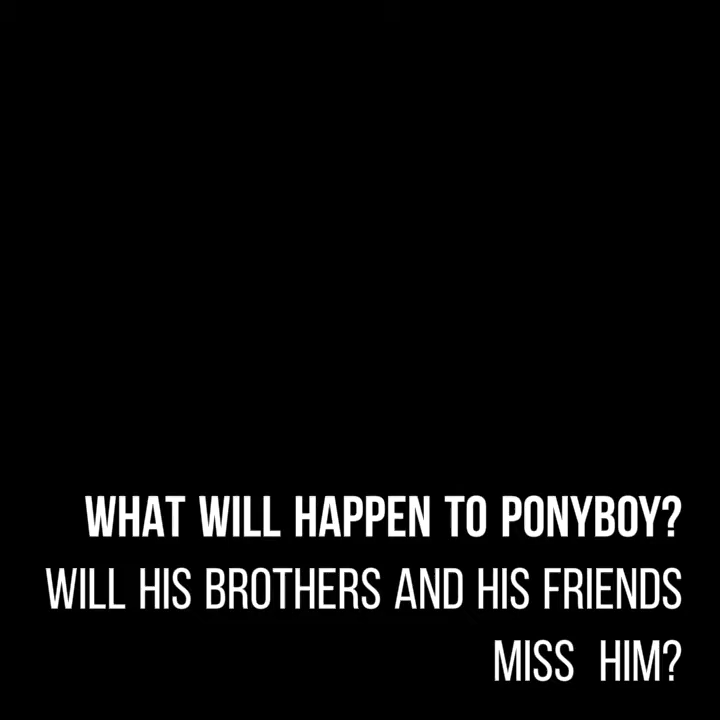 WHAT WILL HAPPEN TO PONYBOY?
WILL HIS BROTHERS AND HIS FRIENDS
MISS HIM?